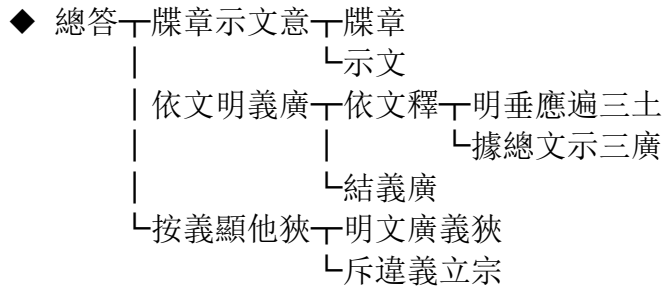 ◆ 總答┬牒章示文意┬牒章
│ └示文
│依文明義廣┬依文釋┬明垂應遍三土
│ │ └據總文示三廣
│ └結義廣
└按義顯他狹┬明文廣義狹
└斥違義立宗